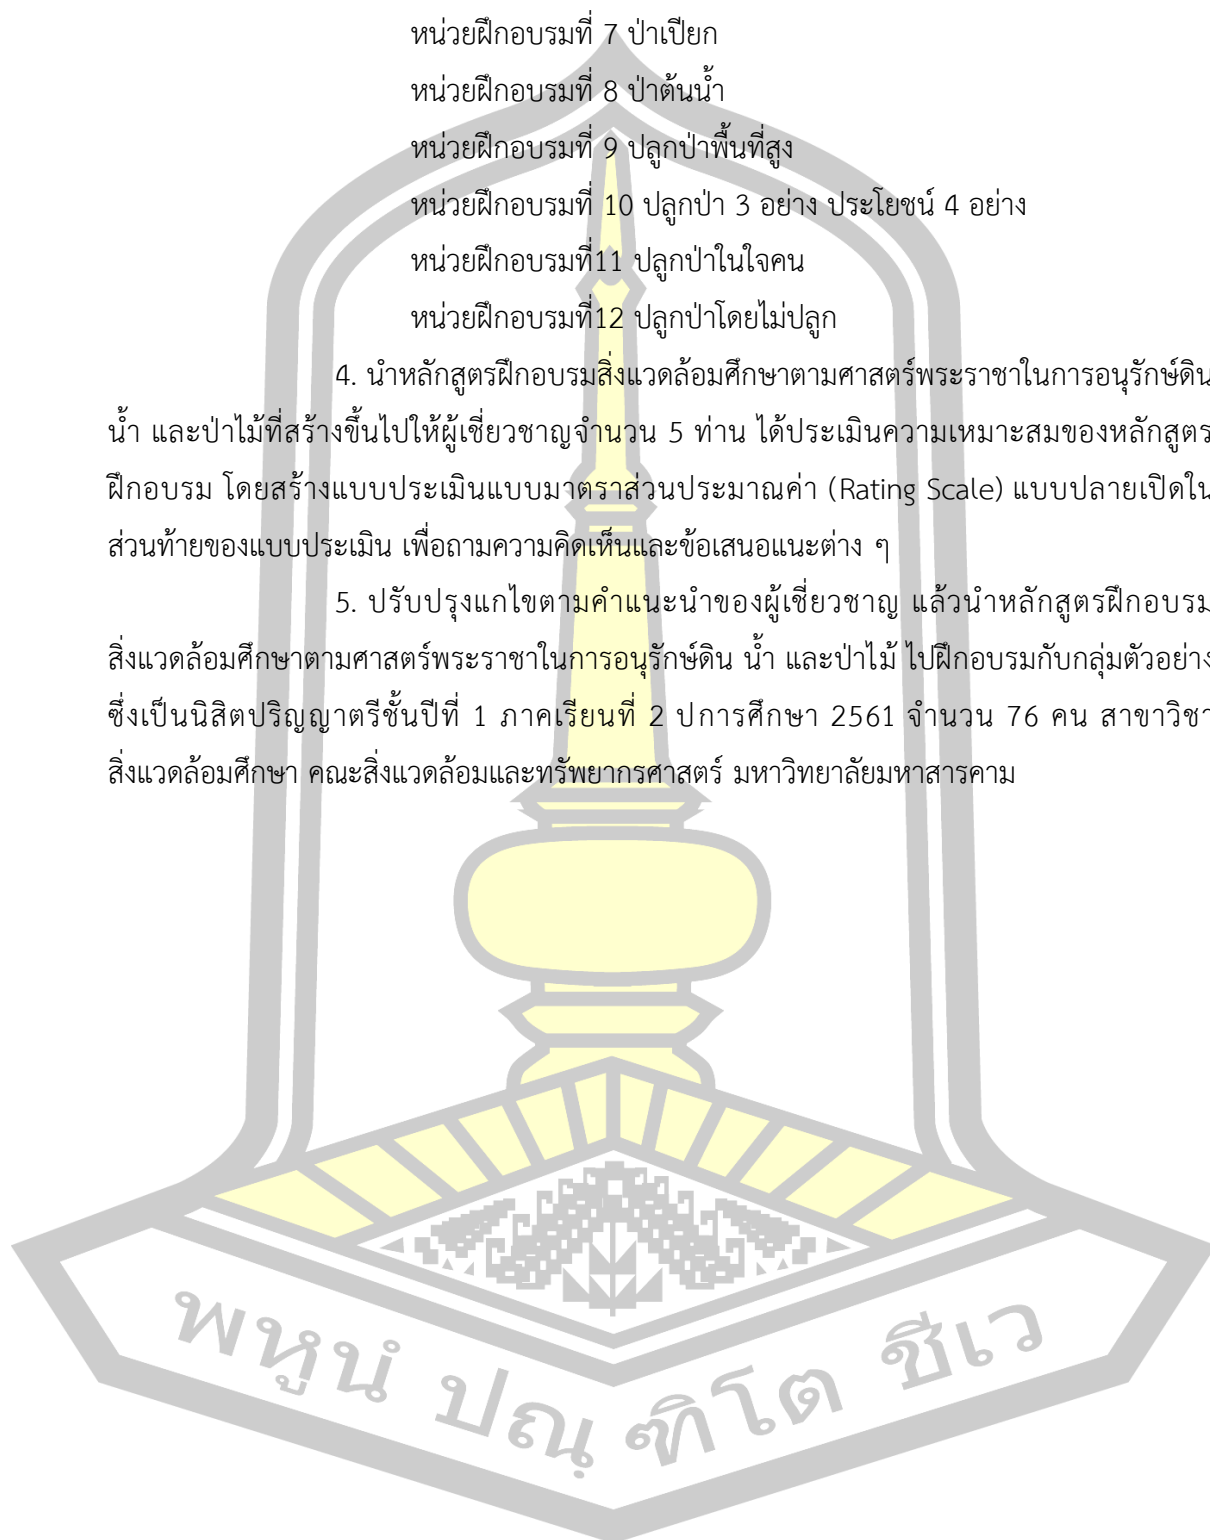 หน่วยฝึกอบรมที่ 7 ป่าเปียก
หน่วยฝึกอบรมที่ 8 ป่าต้นน้ำ
หน่วยฝึกอบรมที่ 9 ปลูกป่าพื้นที่สูง
หน่วยฝึกอบรมที่ 10 ปลูกป่า 3 อย่าง ประโยชน์ 4 อย่าง
หน่วยฝึกอบรมที่11 ปลูกป่าในใจคน
หน่วยฝึกอบรมที่12 ปลูกป่าโดยไม่ปลูก
4. นำหลักสูตรฝึกอบรมสิ่งแวดล้อมศึกษาตามศาสตร์พระราชาในการอนุรักษ์ดิน
น้ำ และป่าไม้ที่สร้างขึ้นไปให้ผู้เชี่ยวชาญจำนวน 5 ท่าน ได้ประเมินความเหมาะสมของหลักสูตร
ฝึกอบรม โดยสร้างแบบประเมินแบบมาตราส่วนประมาณค่า (Rating Scale) แบบปลายเปิดใน
ส่วนท้ายของแบบประเมิน เพื่อถามความคิดเห็นและข้อเสนอแนะต่าง ๆ
5. ปรับปรุงแก้ไขตามคำแนะนำของผู้เชี่ยวชาญ แล้วนำหลักสูตรฝึกอบรม
สิ่งแวดล้อมศึกษาตามศาสตร์พระราชาในการอนุรักษ์ดิน น้ำ และป่าไม้ ไปฝึกอบรมกับกลุ่มตัวอย่าง
ซึ่งเป็นนิสิตปริญญาตรีชั้นปีที่ 1 ภาคเรียนที่ 2 ปการศึกษา 2561 จำนวน 76 คน สาขาวิชา
สิ่งแวดล้อมศึกษา คณะสิ่งแวดล้อมและทรัพยากรศาสตร์ มหาวิทยาลัยมหาสารคาม
พหูนํ ปณฺ ฑิโต ชีเว